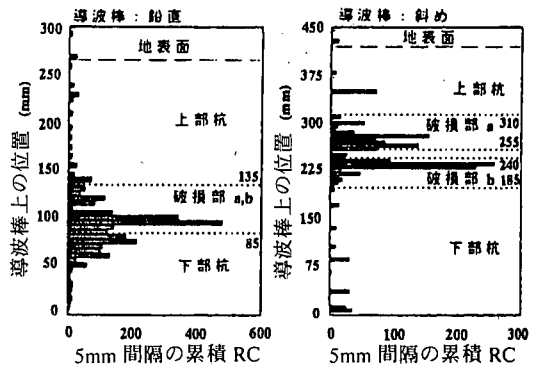 導波棒：鉛直
300
250
200
150
100
50
0
導波棒上の位置 (mm)
地表面
上部杭
135
破損部 a,b
85
下部杭
0 200 400 600
5mm 間隔の累積 RC
導波棒：斜め
450
375
300
225
150
75
0
導波棒上の位置 (mm)
地表面
上部杭
破損部 a 310
255
240
破損部 b 185
下部杭
0 100 200 300
5mm 間隔の累積 RC